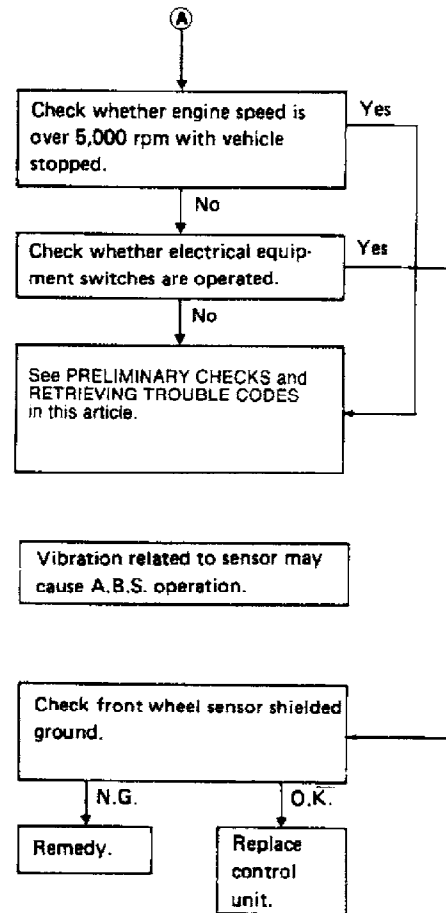 A
Check whether engine speed is
over 5,000 rpm with vehicle
stopped.
Yes
No
Check whether electrical equip-
ment switches are operated.
Yes
No
See PRELIMINARY CHECKS and
RETRIEVING TROUBLE CODES
in this article.
Vibration related to sensor may
cause A.B.S. operation.
Check front wheel sensor shielded
ground.
N.G.
O.K.
Remedy.
Replace
control
unit.